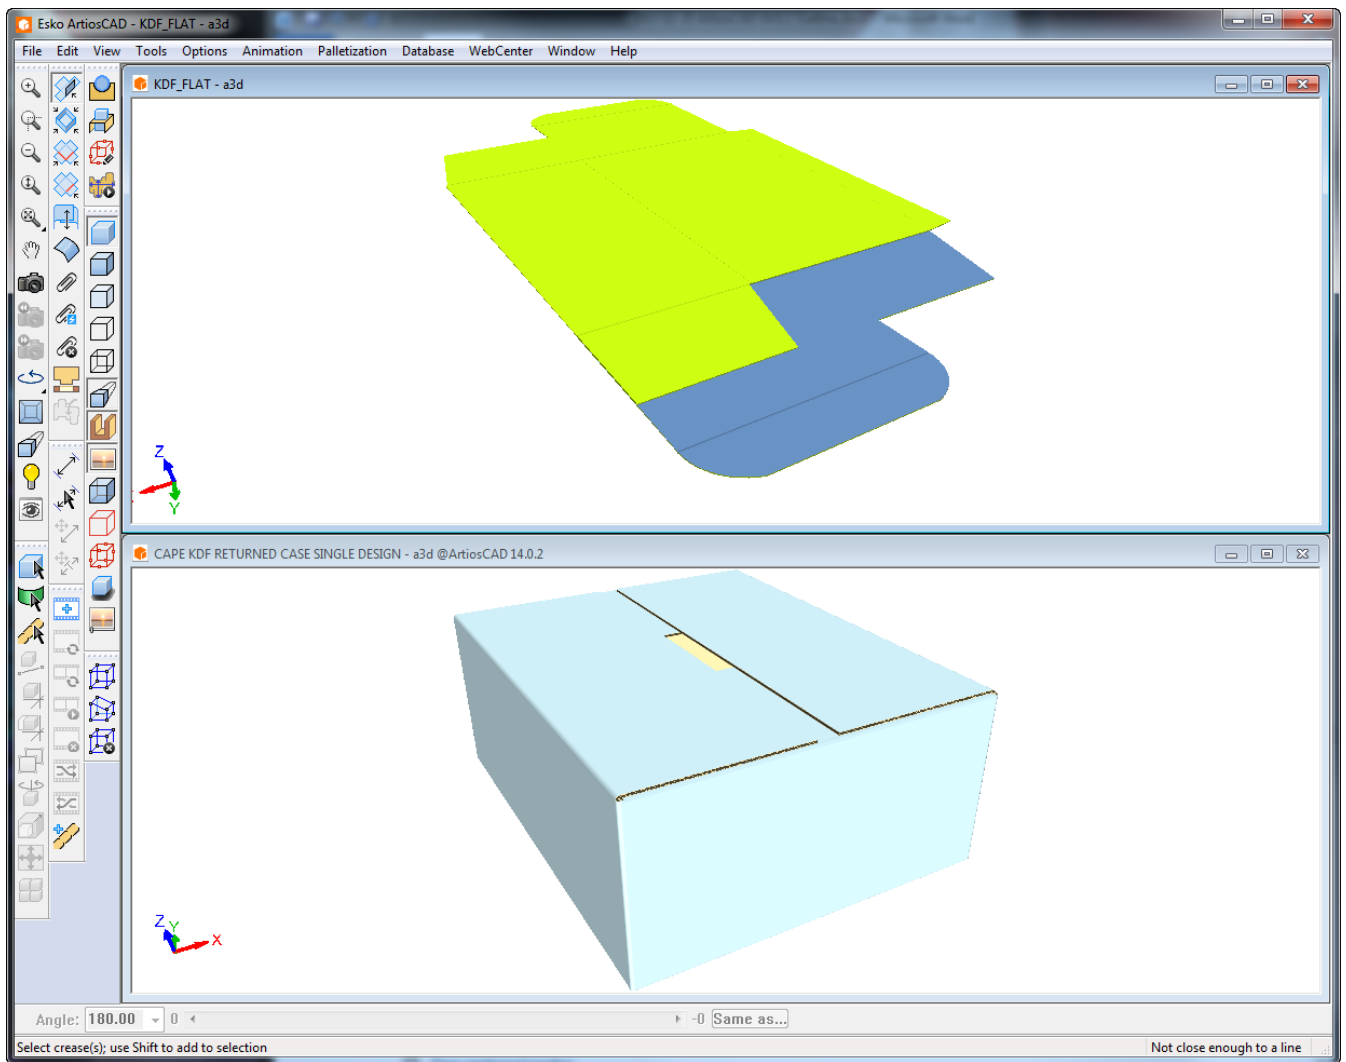 Esko ArtiosCAD - KDF_FLAT - a3d
File Edit View Tools Options Animation Palletization Database WebCenter Window Help
KDF_FLAT - a3d
Z
Y
CAPE KDF RETURNED CASE SINGLE DESIGN - a3d @ArtiosCAD 14.0.2
Z
Y
X
Angle: 180.00 0 -0 Same as...
Select crease(s); use Shift to add to selection Not close enough to a line